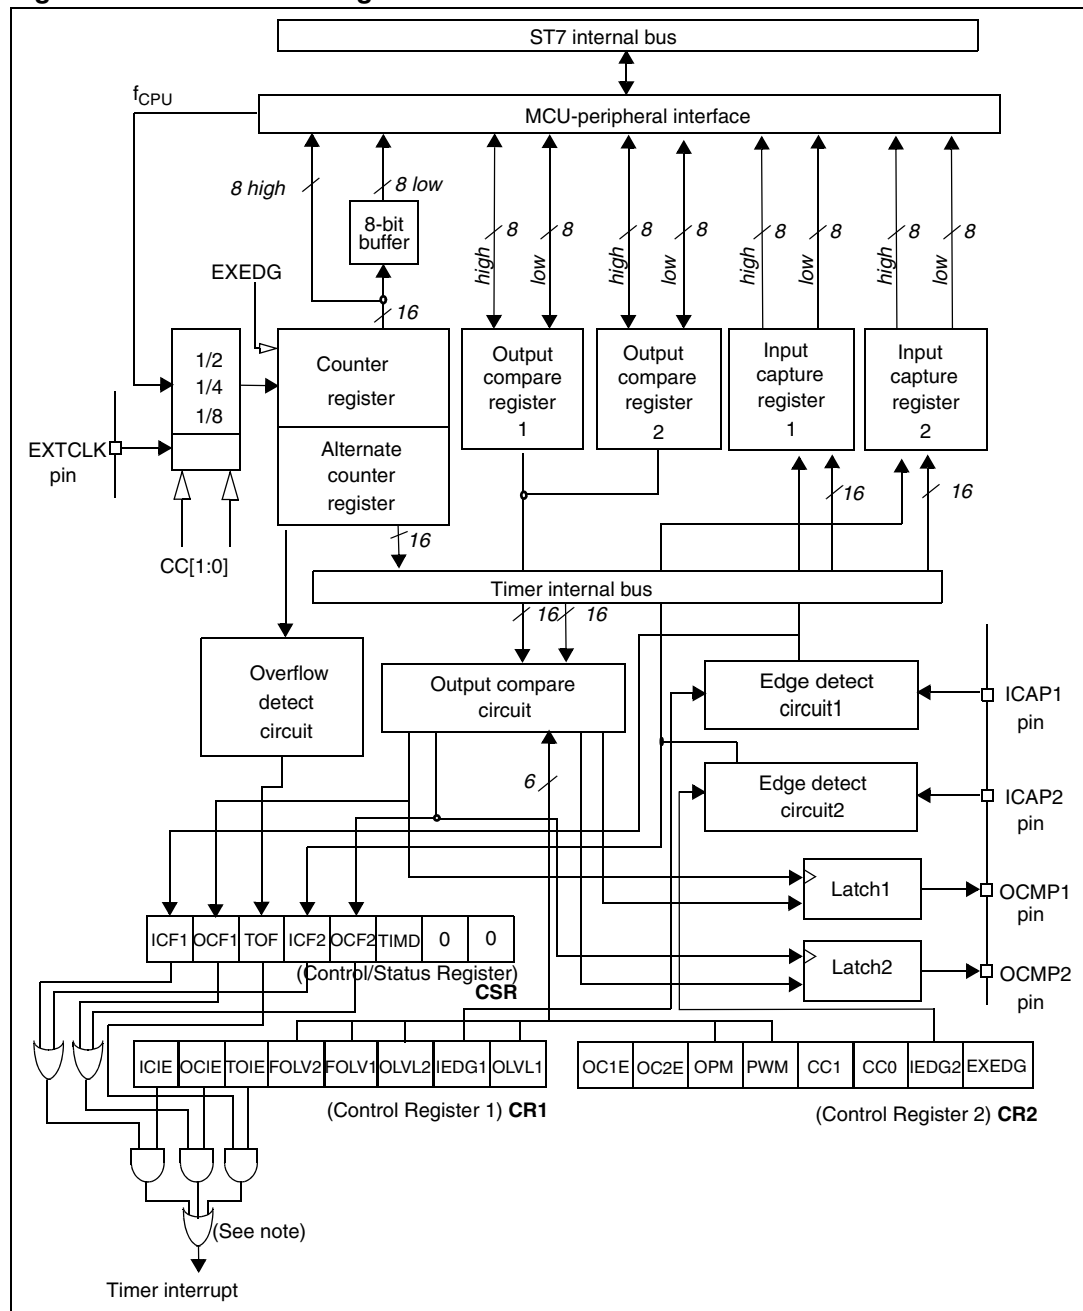 ST7 internal bus
fCPU
MCU-peripheral interface
8 high
8 low
8-bit
buffer
high
8
low
8
high
8
low
8
high
8
low
8
high
8
low
8
EXEDG
16
1/2
1/4
1/8
Counter
register
Output
compare
register
1
Output
compare
register
2
Input
capture
register
1
Input
capture
register
2
EXTCLK
pin
Alternate
counter
register
16
16
16
CC[1:0]
Timer internal bus
16
16
Overflow
detect
circuit
Output compare
circuit
Edge detect
circuit1
ICAP1
pin
6
Edge detect
circuit2
ICAP2
pin
Latch1
OCMP1
pin
ICF1 OCF1 TOF ICF2 OCF2 TIMD 0 0
(Control/Status Register)
CSR
Latch2
OCMP2
pin
ICIE OCIE TOIE FOLV2 FOLV1 OLVL2 IEDG1 OLVL1
OC1E OC2E OPM PWM CC1 CC0 IEDG2 EXEDG
(Control Register 1) CR1
(Control Register 2) CR2
(See note)
Timer interrupt